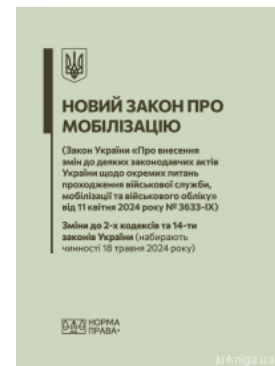 НОВИЙ ЗАКОН ПРО
МОБІЛІЗАЦІЮ
(Закон України «Про внесення
змін до деяких законодавчих актів
України щодо окремих питань
проходження військової служби,
мобілізації та військового обліку»
від 11 квітня 2024 року № 3633-IX)
Зміни до 2-х кодексів та 14-ти
законів України (набирають
чинності 18 травня 2024 року)
НОРМА
ПРАВА
jurkniga.ua